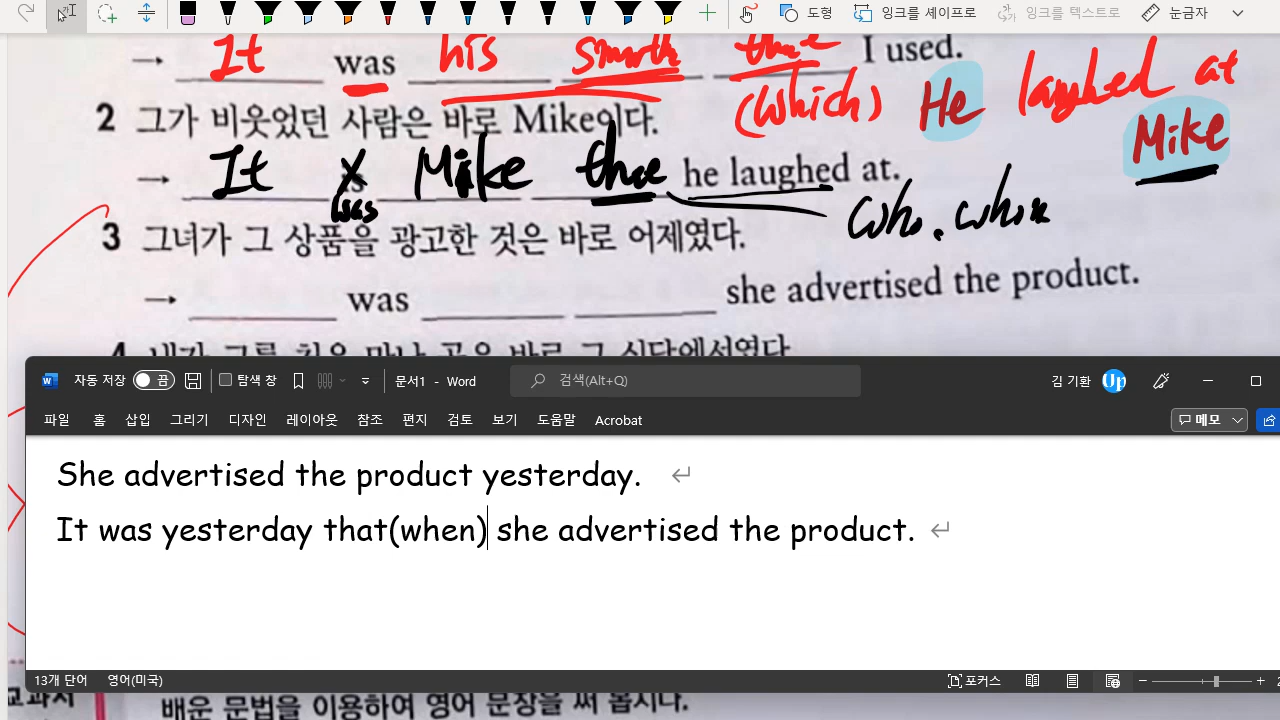 도형 잉크를 셰이프로 잉크를 텍스트로 눈금자
→ It was his I used.
(which) He laughed at
Mike
2 그가 비웃었던 사람은 바로 Mike이다.
→ It was Mike he laughed at.
who. whom
3 그녀가 그 상품을 광고한 것은 바로 어제였다.
→ was she advertised the product.
자동 저장 끔 탐색 창 문서1 - Word 검색(Alt+Q) 김 기환 Up
파일 홈 삽입 그리기 디자인 레이아웃 참조 편지 검토 보기 도움말 Acrobat 메모
She advertised the product yesterday.
It was yesterday that(when) she advertised the product.
13개 단어 영어(미국) 포커스
교과서
배운 문법을 이용하여 영어 문장을 써 봅시다.